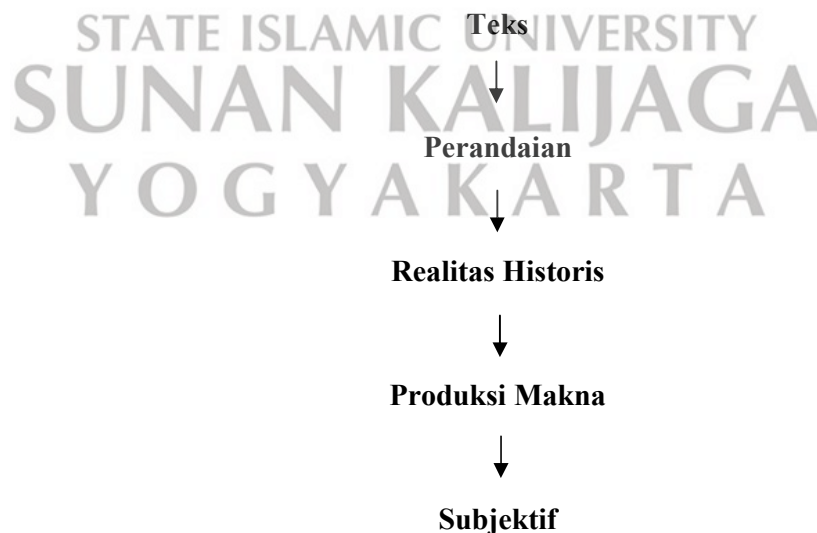 STATE ISLAMIC UNIVERSITY
Teks
SUNAN KALIJAGA
Perandaian
YOGYAKARTA
Realitas Historis
Produksi Makna
Subjektif